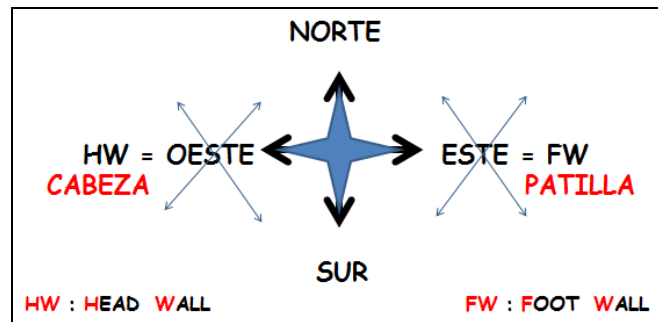 NORTE
HW = OESTE
ESTE = FW
CABEZA
PATILLA
SUR
HW : HEAD WALL
FW : FOOT WALL